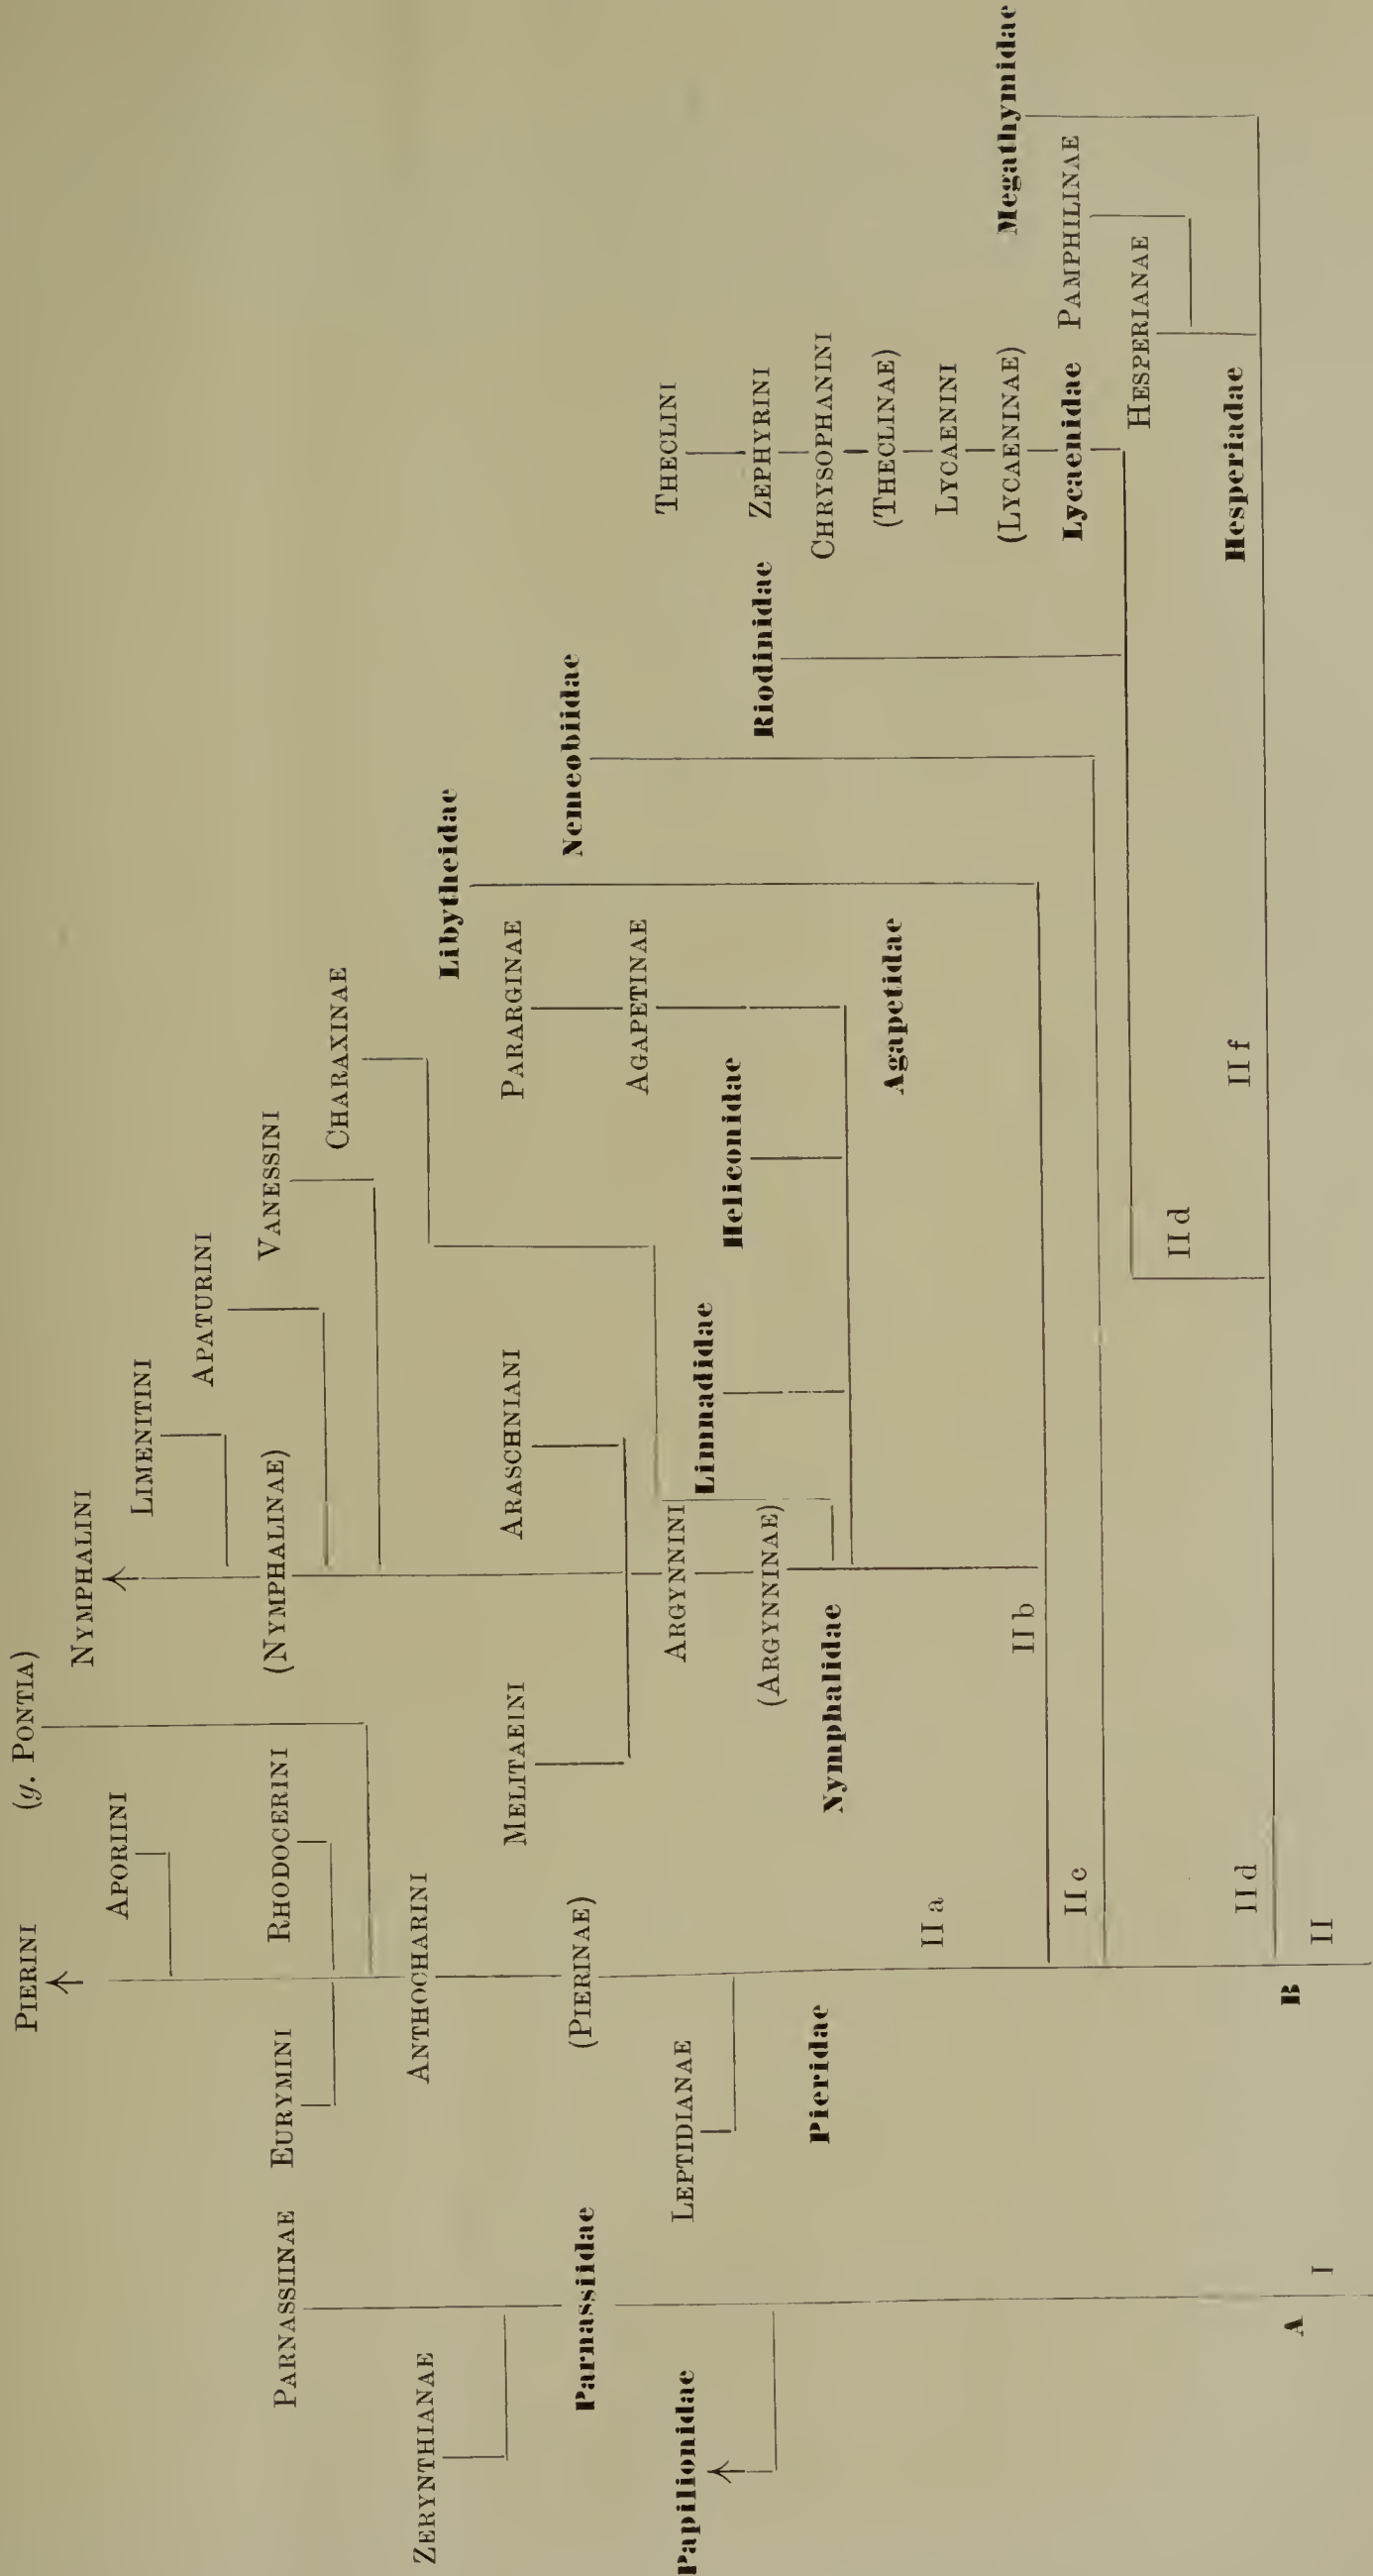 PIERINI
(y. PONTIA)
NYMPHALINI
APORIINI
LIMENITINI
APATURINI
PARNASSIINAE
EURYMINI
RHODOCERINI
(NYMPHALINAE)
VANESSINI
CHARAXINAE
ZERYNTHIANAE
ANTHOCHARINI
Libytheidae
MELITAEINI
ARASCHNIANI
PARARGINAE
Parnassiidae
(PIERINAE)
Nemeobiidae
AGAPETINAE
ARGYNNINI
THECLINI
Papilionidae
LEPTIDIANAE
Limnadidae
Heliconidae
(ARGYNNINAE)
Riodinidae
ZEPHYRINI
Pieridae
Nymphalidae
CHRYSOPHANINI
Agapetidae
(THECLINAE)
II a
LYCAENINI
II b
(LYCAENINAE)
Megathymidae
II c
Lycaenidae
PAMPHILINAE
HESPERIANAE
II d
II d
II f
Hesperiadae
A
B
I
II